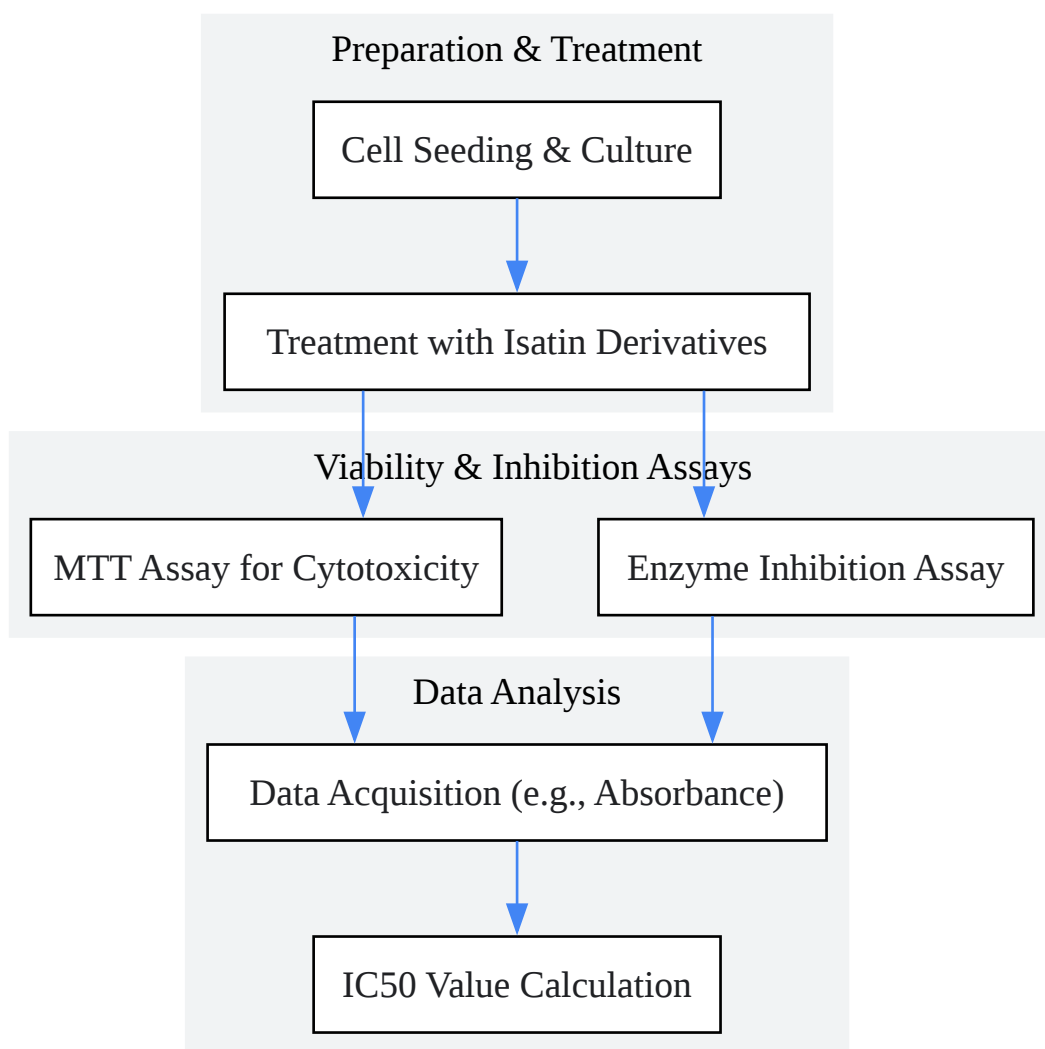 Preparation & Treatment
Cell Seeding & Culture
Treatment with Isatin Derivatives
Viability & Inhibition Assays
MTT Assay for Cytotoxicity
Enzyme Inhibition Assay
Data Analysis
Data Acquisition (e.g., Absorbance)
IC50 Value Calculation